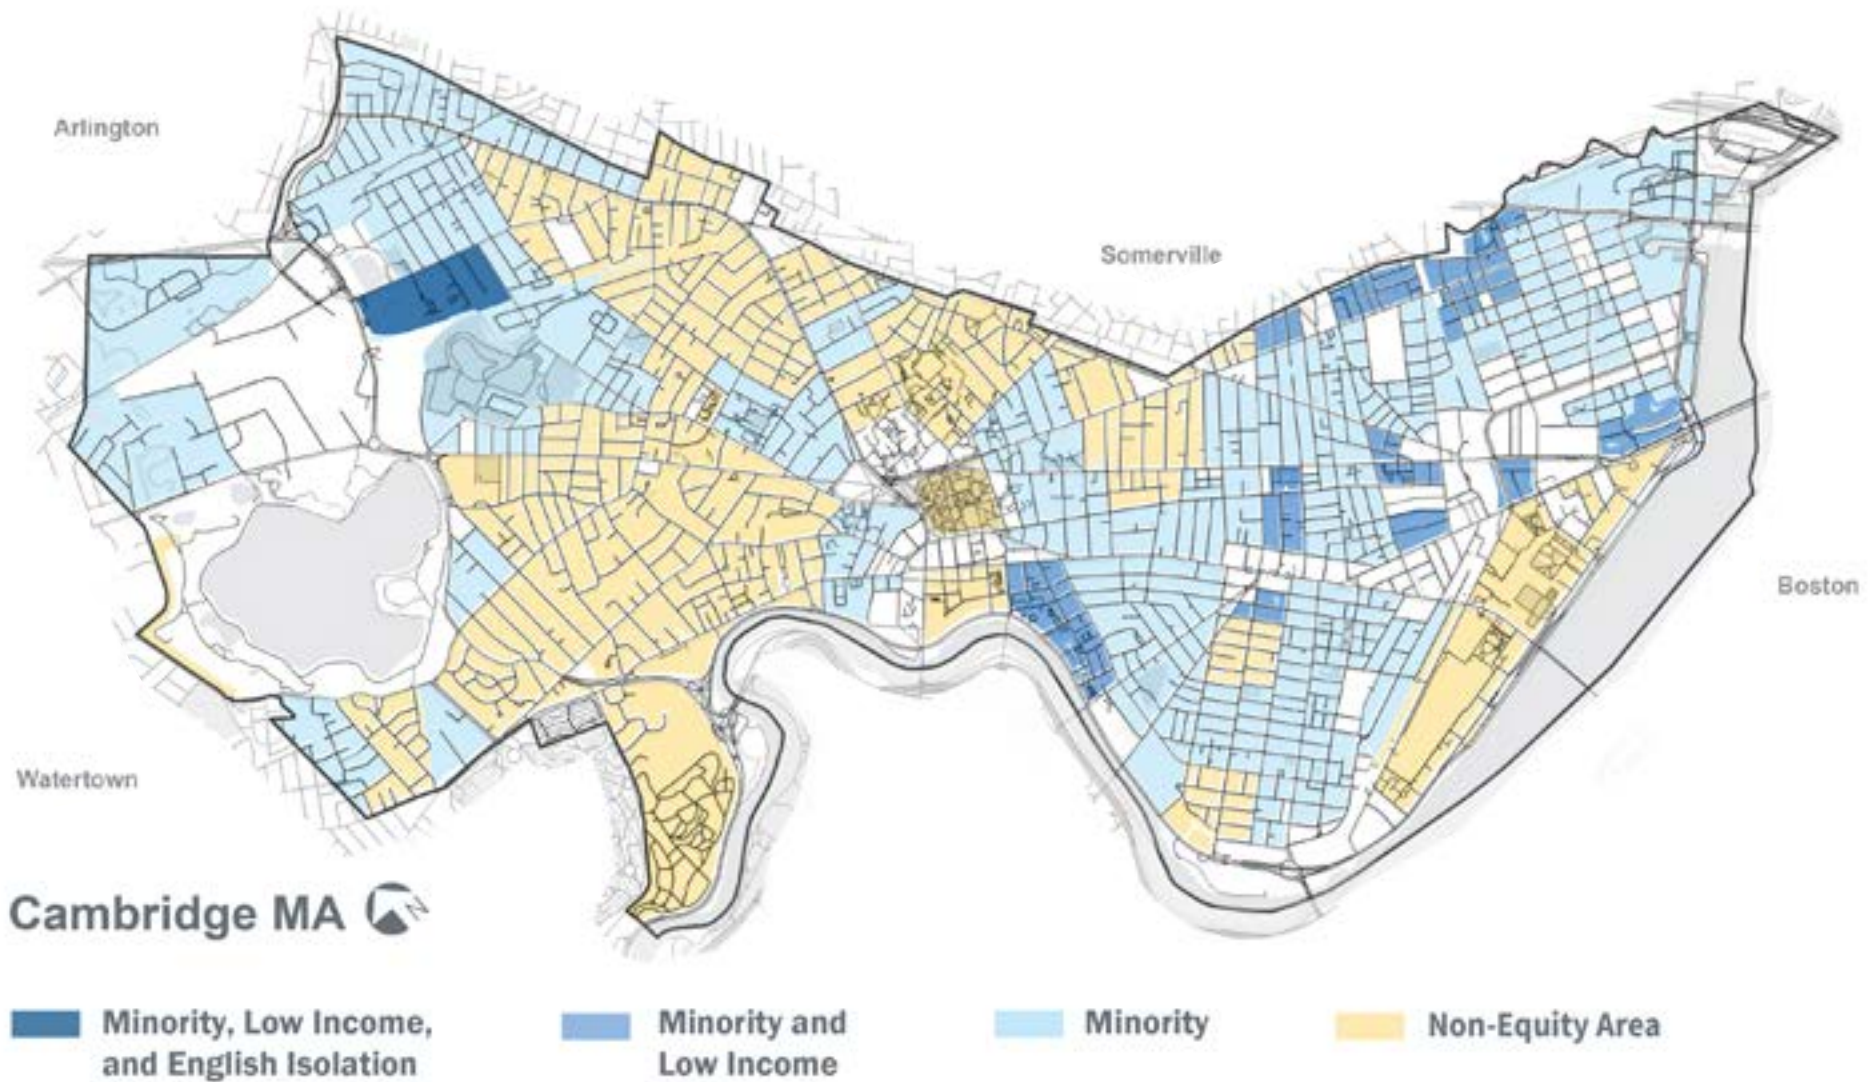 Arlington
Somerville
Boston
Watertown
Cambridge MA N
Minority, Low Income,
and English Isolation
Minority and
Low Income
Minority
Non-Equity Area